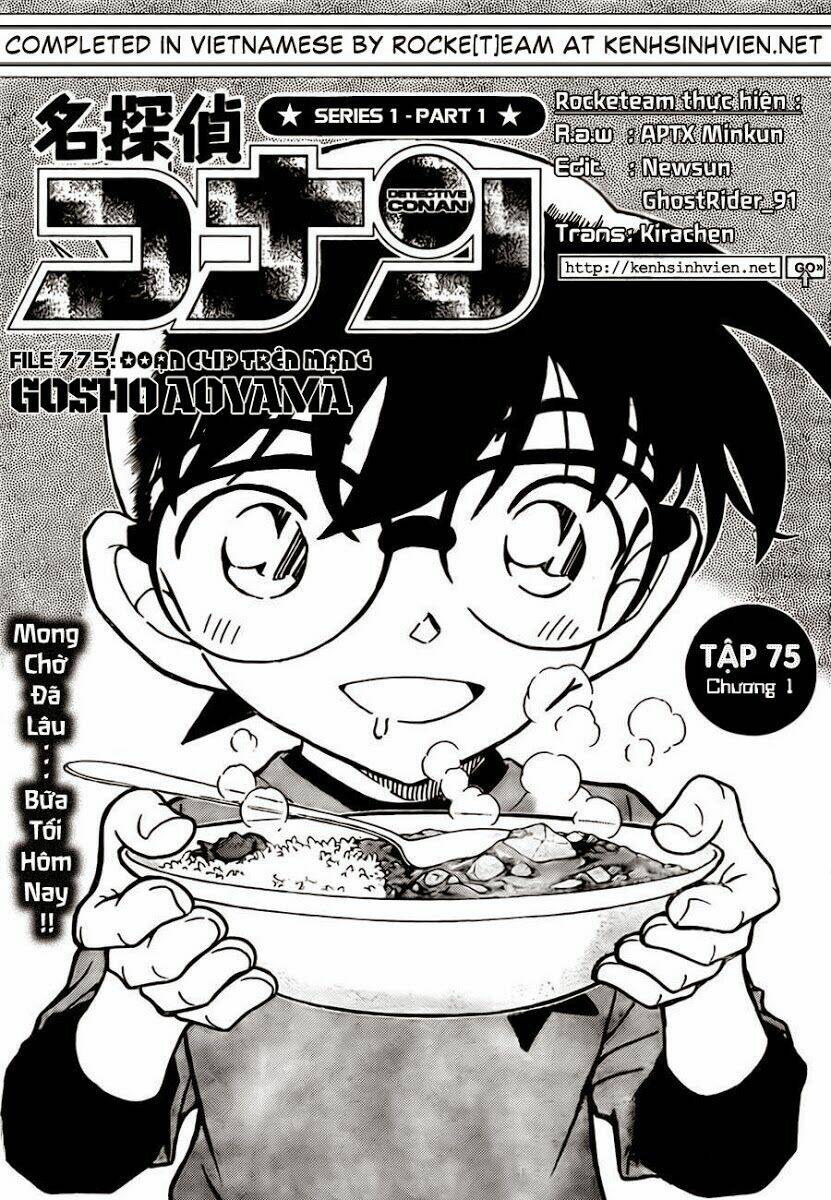 COMPLETED IN VIETNAMESE BY ROCKE[T]EAM AT KENHSINHVIEN.NET
名探偵
★ SERIES 1 - PART 1 ★
コナン
DETECTIVE
CONAN
Rocketeam thực hiện :
R.a.w : APTX Minkun
Edit : Newsun
GhostRider_91
Trans: Kirachen
http://kenhsinhvien.net GO»
FILE 775: ĐOẠN CLIP TRÊN MẠNG
GOSHO AOYAMA
Mong
Chờ
Đã
Lâu
...
Bữa
Tối
Hôm
Nay
!!
TẬP 75
Chương 1